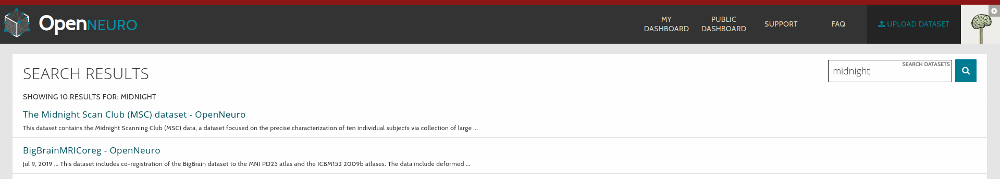 OpenNEURO
MY DASHBOARD
PUBLIC DASHBOARD
SUPPORT
FAQ
UPLOAD DATASET
SEARCH RESULTS
SEARCH DATASETS
midnight
SHOWING 10 RESULTS FOR: MIDNIGHT
The Midnight Scan Club (MSC) dataset - OpenNeuro
This dataset contains the Midnight Scanning Club (MSC) data, a dataset focused on the precise characterization of ten individual subjects via collection of large ...
BigBrainMRICoreg - OpenNeuro
Jul 9, 2019 ... This dataset includes co-registration of the BigBrain dataset to the MNI PD25 atlas and the ICBM152 2009b atlases. The data include deformed ...